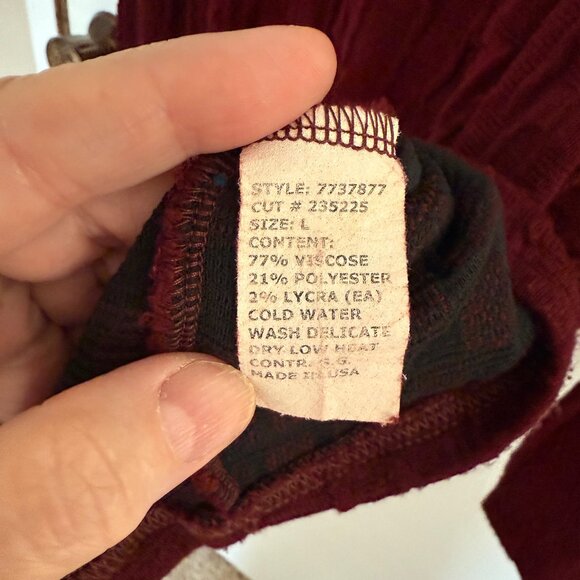 STYLE: 7737877
CUT # 235225
SIZE: L
CONTENT:
77% VISCOSE
21% POLYESTER
2% LYCRA (EA)
COLD WATER
WASH DELICATE
DRY LOW HEAT
CONTR. S.G.
MADE IN USA